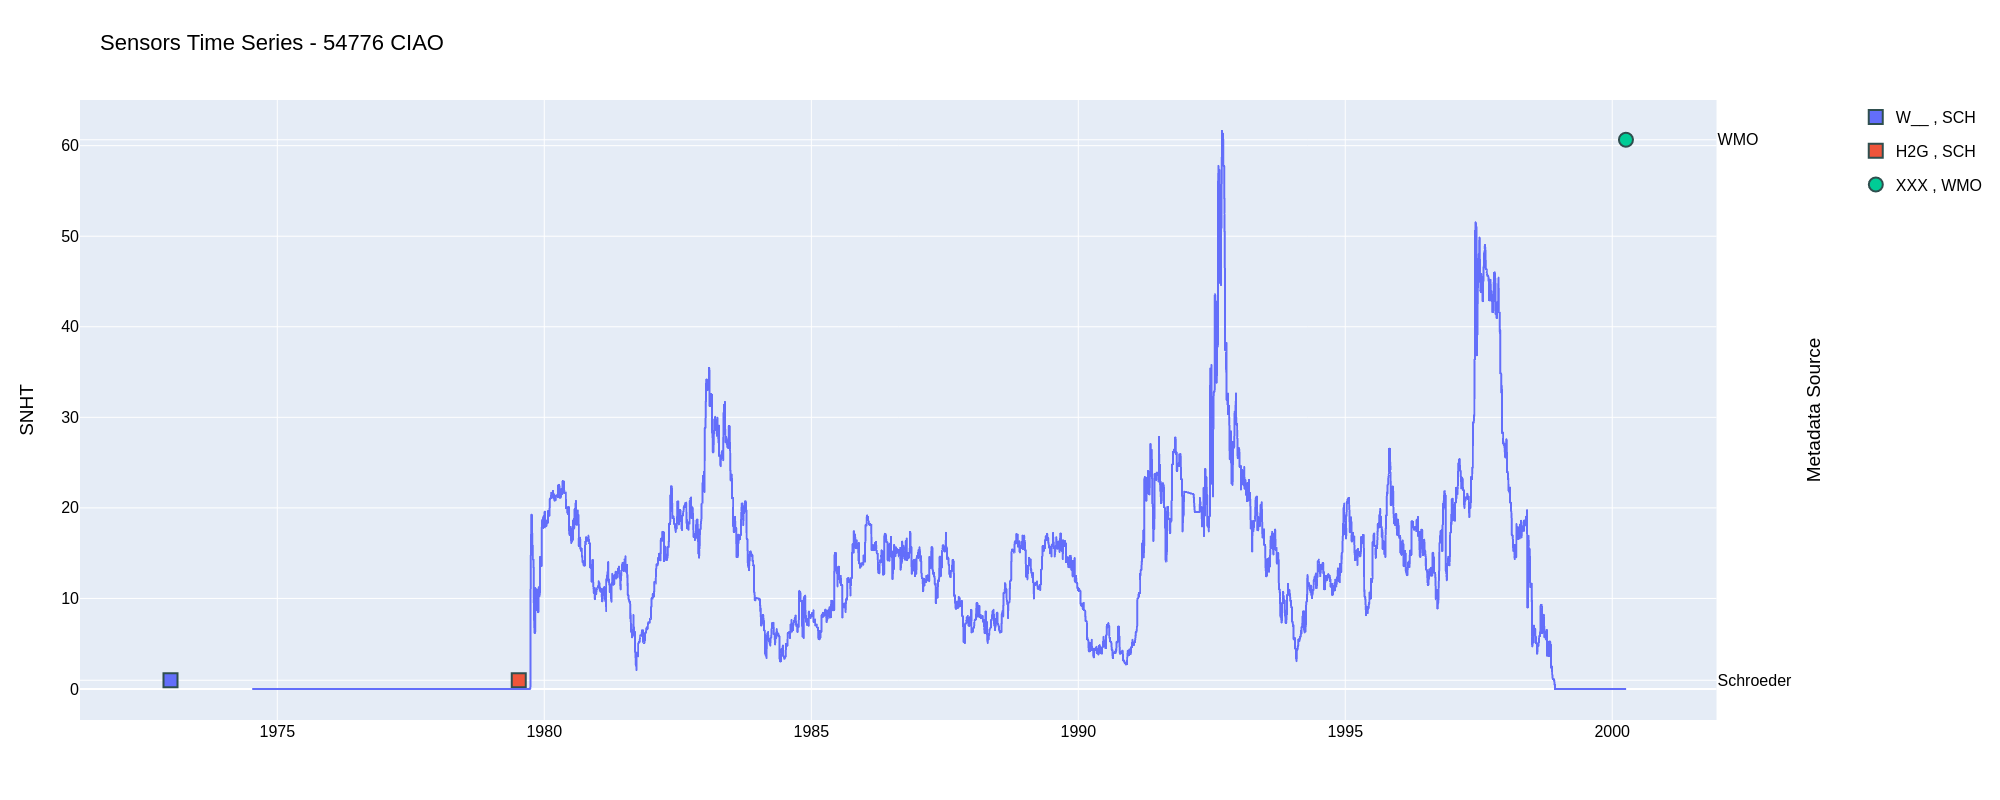 Sensors Time Series - 54776 CIAO
W__ , SCH
H2G , SCH
XXX , WMO
WMO
Schroeder
Metadata Source
SNHT
60
50
40
30
20
10
0
1975
1980
1985
1990
1995
2000